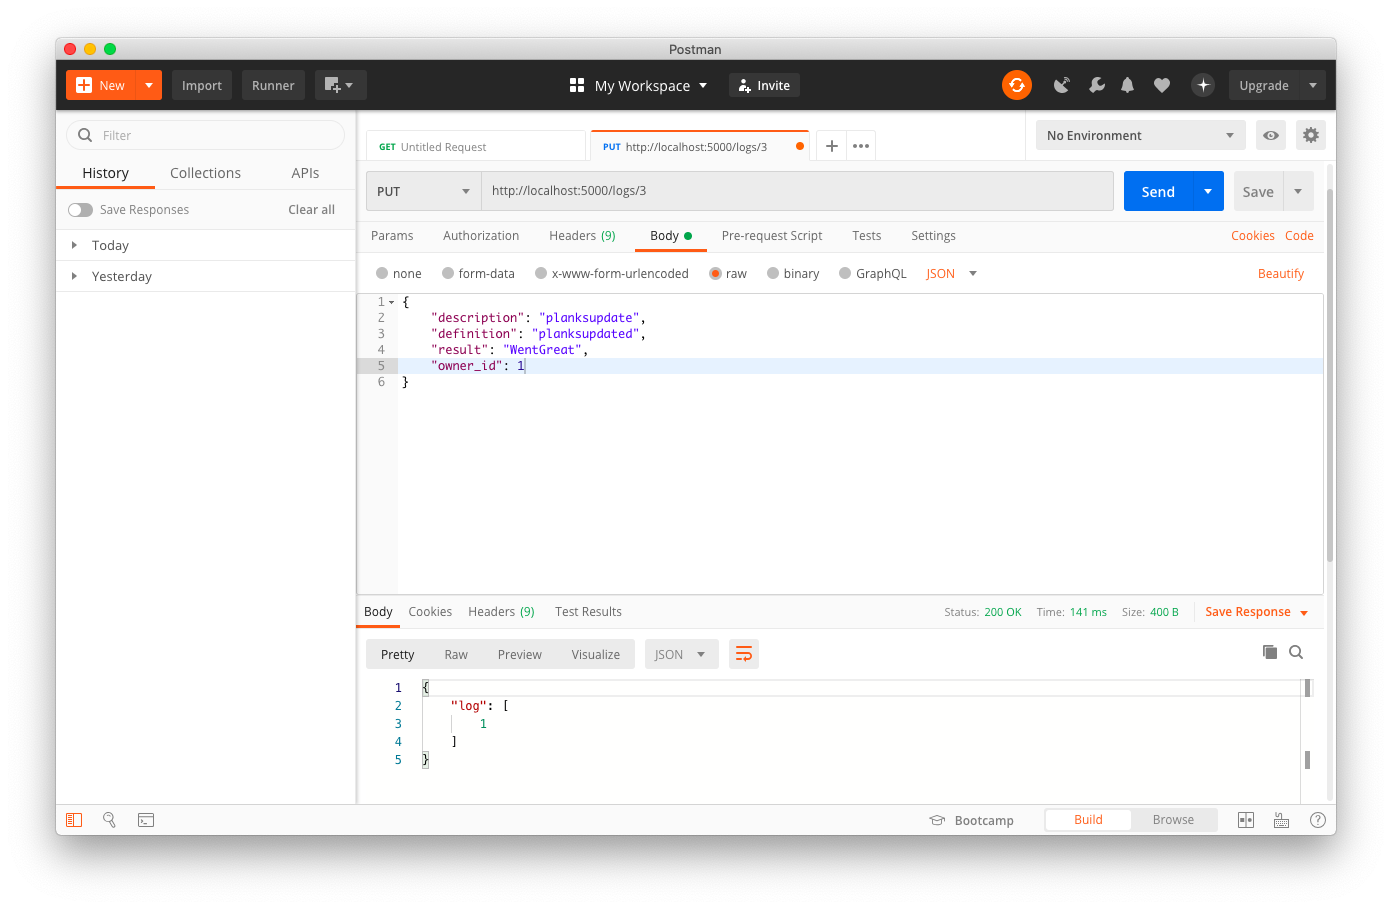 Postman
New
Import
Runner
My Workspace
Invite
Upgrade
Filter
History Collections APIs
Save Responses Clear all
Today
Yesterday
GET Untitled Request
PUT http://localhost:5000/logs/3
No Environment
PUT http://localhost:5000/logs/3
Send
Save
Params Authorization Headers (9) Body Pre-request Script Tests Settings Cookies Code
none form-data x-www-form-urlencoded raw binary GraphQL JSON Beautify
1 {
2 "description": "planksupdate",
3 "definition": "planksupdated",
4 "result": "WentGreat",
5 "owner_id": 1
6 }
Body Cookies Headers (9) Test Results Status: 200 OK Time: 141 ms Size: 400 B Save Response
Pretty Raw Preview Visualize JSON
1 {
2 "log": [
3 1
4 ]
5 }
Bootcamp Build Browse